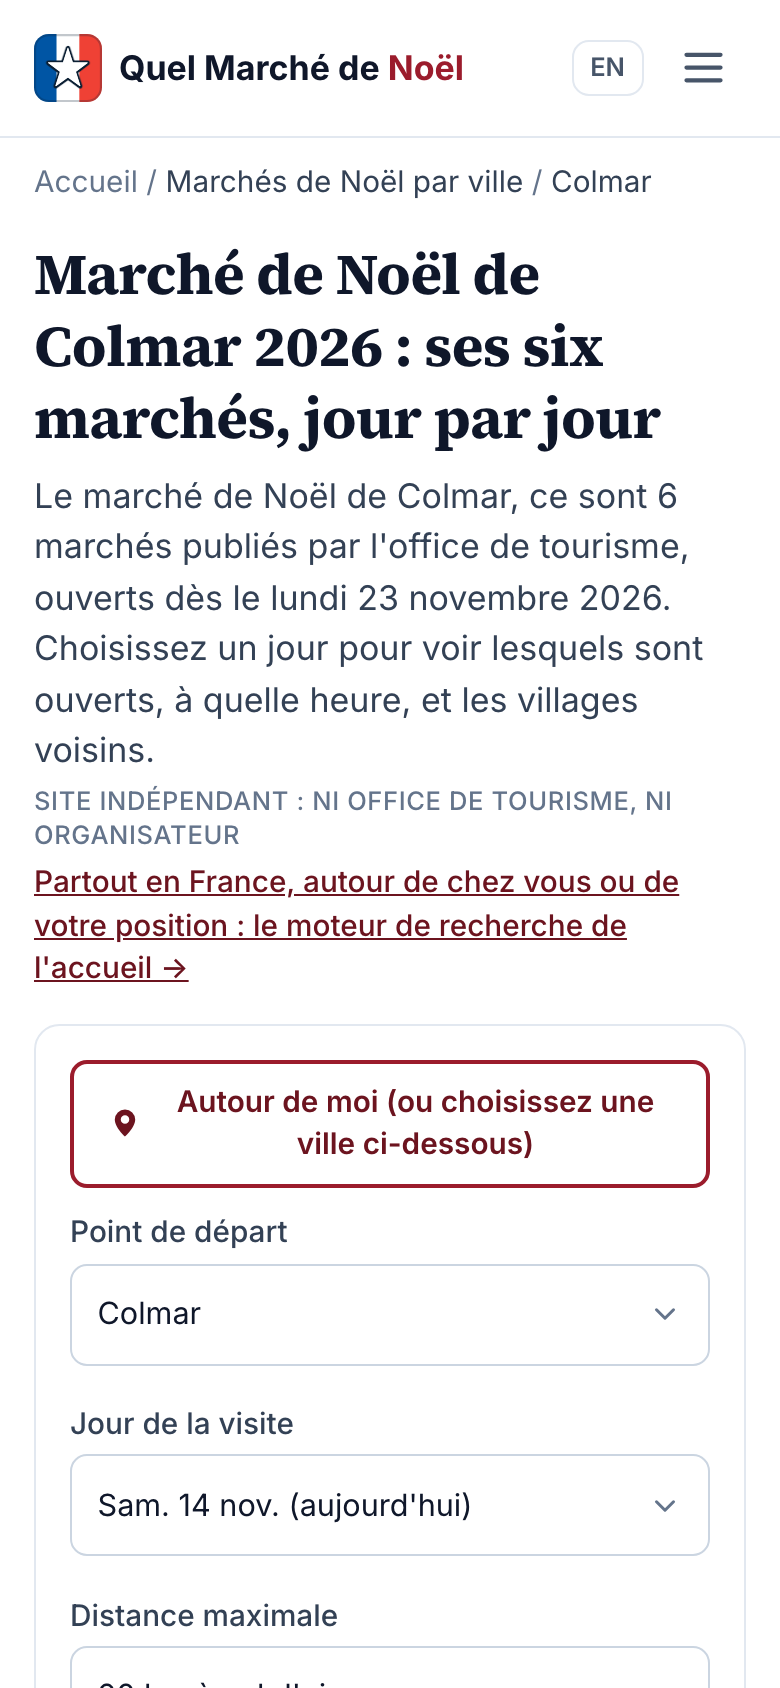 Quel Marché de Noël
EN
Accueil / Marchés de Noël par ville / Colmar
Marché de Noël de
Colmar 2026 : ses six
marchés, jour par jour
Le marché de Noël de Colmar, ce sont 6
marchés publiés par l'office de tourisme,
ouverts dès le lundi 23 novembre 2026.
Choisissez un jour pour voir lesquels sont
ouverts, à quelle heure, et les villages
voisins.
SITE INDÉPENDANT : NI OFFICE DE TOURISME, NI
ORGANISATEUR
Partout en France, autour de chez vous ou de
votre position : le moteur de recherche de
l'accueil →
Autour de moi (ou choisissez une
ville ci-dessous)
Point de départ
Colmar
Jour de la visite
Sam. 14 nov. (aujourd'hui)
Distance maximale